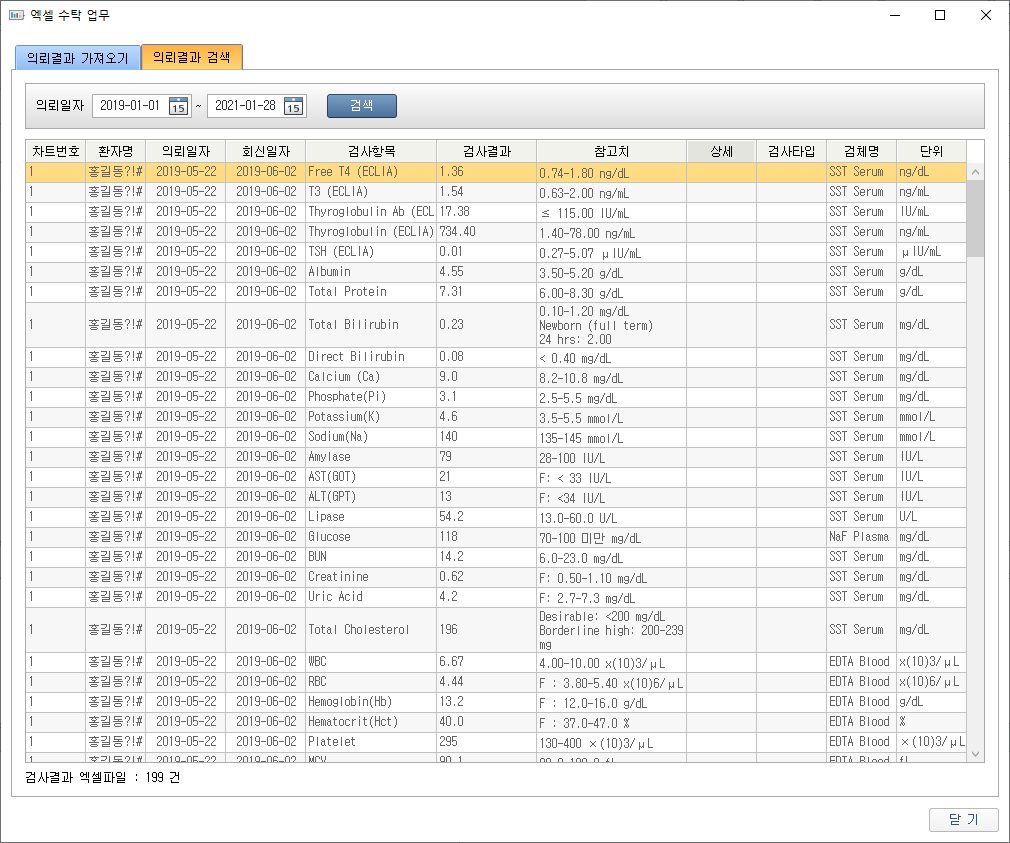 엑셀 수탁 업무
의뢰결과 가져오기 의뢰결과 검색
의뢰일자 2019-01-01 15 ~ 2021-01-28 15 검색
차트번호 환자명 의뢰일자 회신일자 검사항목 검사결과 참고치 상세 검사타입 검체명 단위
1 홍길동?!# 2019-05-22 2019-06-02 Free T4 (ECLIA) 1.36 0.74-1.80 ng/dL SST Serum ng/dL
1 홍길동?!# 2019-05-22 2019-06-02 T3 (ECLIA) 1.54 0.63-2.00 ng/mL SST Serum ng/mL
1 홍길동?!# 2019-05-22 2019-06-02 Thyroglobulin Ab (ECL 17.38 ≤ 115.00 IU/mL SST Serum IU/mL
1 홍길동?!# 2019-05-22 2019-06-02 Thyroglobulin (ECLIA) 734.40 1.40-78.00 ng/mL SST Serum ng/mL
1 홍길동?!# 2019-05-22 2019-06-02 TSH (ECLIA) 0.01 0.27-5.07 μIU/mL SST Serum μIU/mL
1 홍길동?!# 2019-05-22 2019-06-02 Albumin 4.55 3.50-5.20 g/dL SST Serum g/dL
1 홍길동?!# 2019-05-22 2019-06-02 Total Protein 7.31 6.00-8.30 g/dL SST Serum g/dL
1 홍길동?!# 2019-05-22 2019-06-02 Total Bilirubin 0.23 0.10-1.20 mg/dL
Newborn (full term)
24 hrs: 2.00 SST Serum mg/dL
1 홍길동?!# 2019-05-22 2019-06-02 Direct Bilirubin 0.08 < 0.40 mg/dL SST Serum mg/dL
1 홍길동?!# 2019-05-22 2019-06-02 Calcium (Ca) 9.0 8.2-10.8 mg/dL SST Serum mg/dL
1 홍길동?!# 2019-05-22 2019-06-02 Phosphate(Pi) 3.1 2.5-5.5 mg/dL SST Serum mg/dL
1 홍길동?!# 2019-05-22 2019-06-02 Potassium(K) 4.6 3.5-5.5 mmol/L SST Serum mmol/L
1 홍길동?!# 2019-05-22 2019-06-02 Sodium(Na) 140 135-145 mmol/L SST Serum mmol/L
1 홍길동?!# 2019-05-22 2019-06-02 Amylase 79 28-100 IU/L SST Serum IU/L
1 홍길동?!# 2019-05-22 2019-06-02 AST(GOT) 21 F: < 33 IU/L SST Serum IU/L
1 홍길동?!# 2019-05-22 2019-06-02 ALT(GPT) 13 F: <34 IU/L SST Serum IU/L
1 홍길동?!# 2019-05-22 2019-06-02 Lipase 54.2 13.0-60.0 U/L SST Serum U/L
1 홍길동?!# 2019-05-22 2019-06-02 Glucose 118 70-100 미만 mg/dL NaF Plasma mg/dL
1 홍길동?!# 2019-05-22 2019-06-02 BUN 14.2 6.0-23.0 mg/dL SST Serum mg/dL
1 홍길동?!# 2019-05-22 2019-06-02 Creatinine 0.62 F: 0.50-1.10 mg/dL SST Serum mg/dL
1 홍길동?!# 2019-05-22 2019-06-02 Uric Acid 4.2 F: 2.7-7.3 mg/dL SST Serum mg/dL
1 홍길동?!# 2019-05-22 2019-06-02 Total Cholesterol 196 Desirable: <200 mg/dL
Borderline high: 200-239
mg SST Serum mg/dL
1 홍길동?!# 2019-05-22 2019-06-02 WBC 6.67 4.00-10.00 x(10)3/μL EDTA Blood x(10)3/μL
1 홍길동?!# 2019-05-22 2019-06-02 RBC 4.44 F : 3.80-5.40 x(10)6/μL EDTA Blood x(10)6/μL
1 홍길동?!# 2019-05-22 2019-06-02 Hemoglobin(Hb) 13.2 F : 12.0-16.0 g/dL EDTA Blood g/dL
1 홍길동?!# 2019-05-22 2019-06-02 Hematocrit(Hct) 40.0 F : 37.0-47.0 % EDTA Blood %
1 홍길동?!# 2019-05-22 2019-06-02 Platelet 295 130-400 ×(10)3/μL EDTA Blood ×(10)3/μL
1 홍길동?!# 2019-05-22 2019-06-02 MCV 90.1 EDTA Blood fL
검사결과 엑셀파일 : 199 건
닫 기